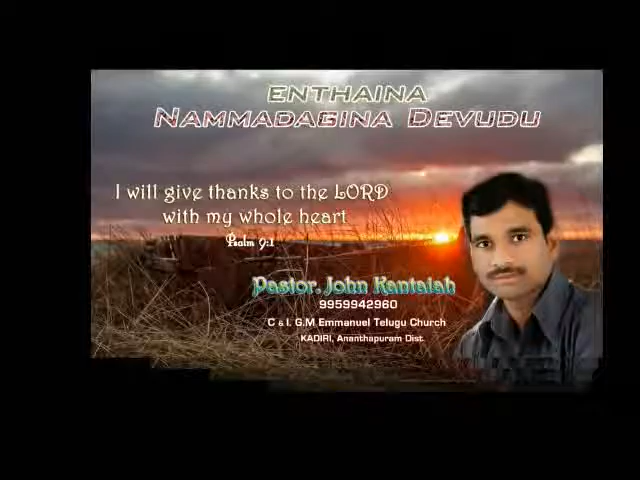 ENTHAINA
NAMMADAGINA DEVUDU
I will give thanks to the LORD
with my whole heart
Psalm 9:1
Pastor. John Kantaiah
9959942960
C & I. G.M Emmanuel Telugu Church
KADIRI, Ananthapuram Dist.